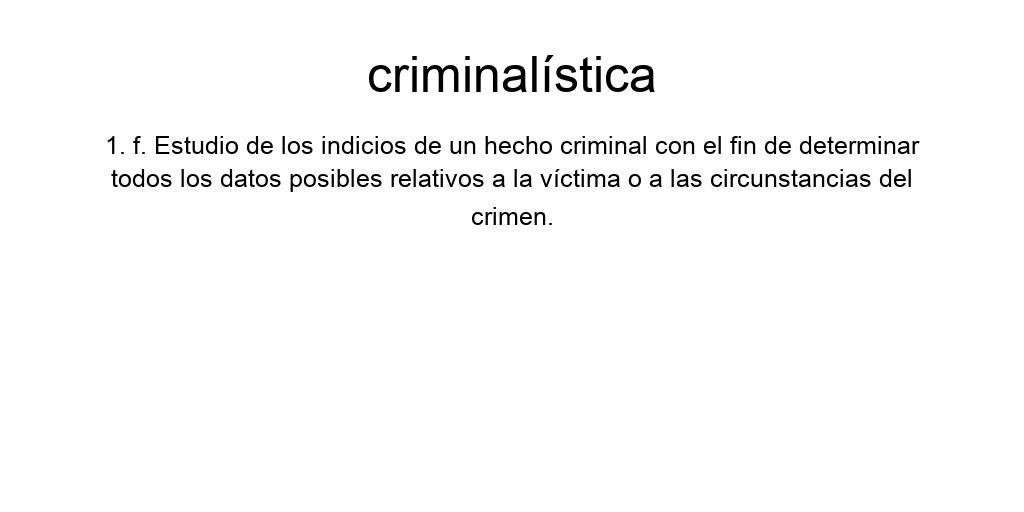 criminalística
1. f. Estudio de los indicios de un hecho criminal con el fin de determinar
todos los datos posibles relativos a la víctima o a las circunstancias del
crimen.